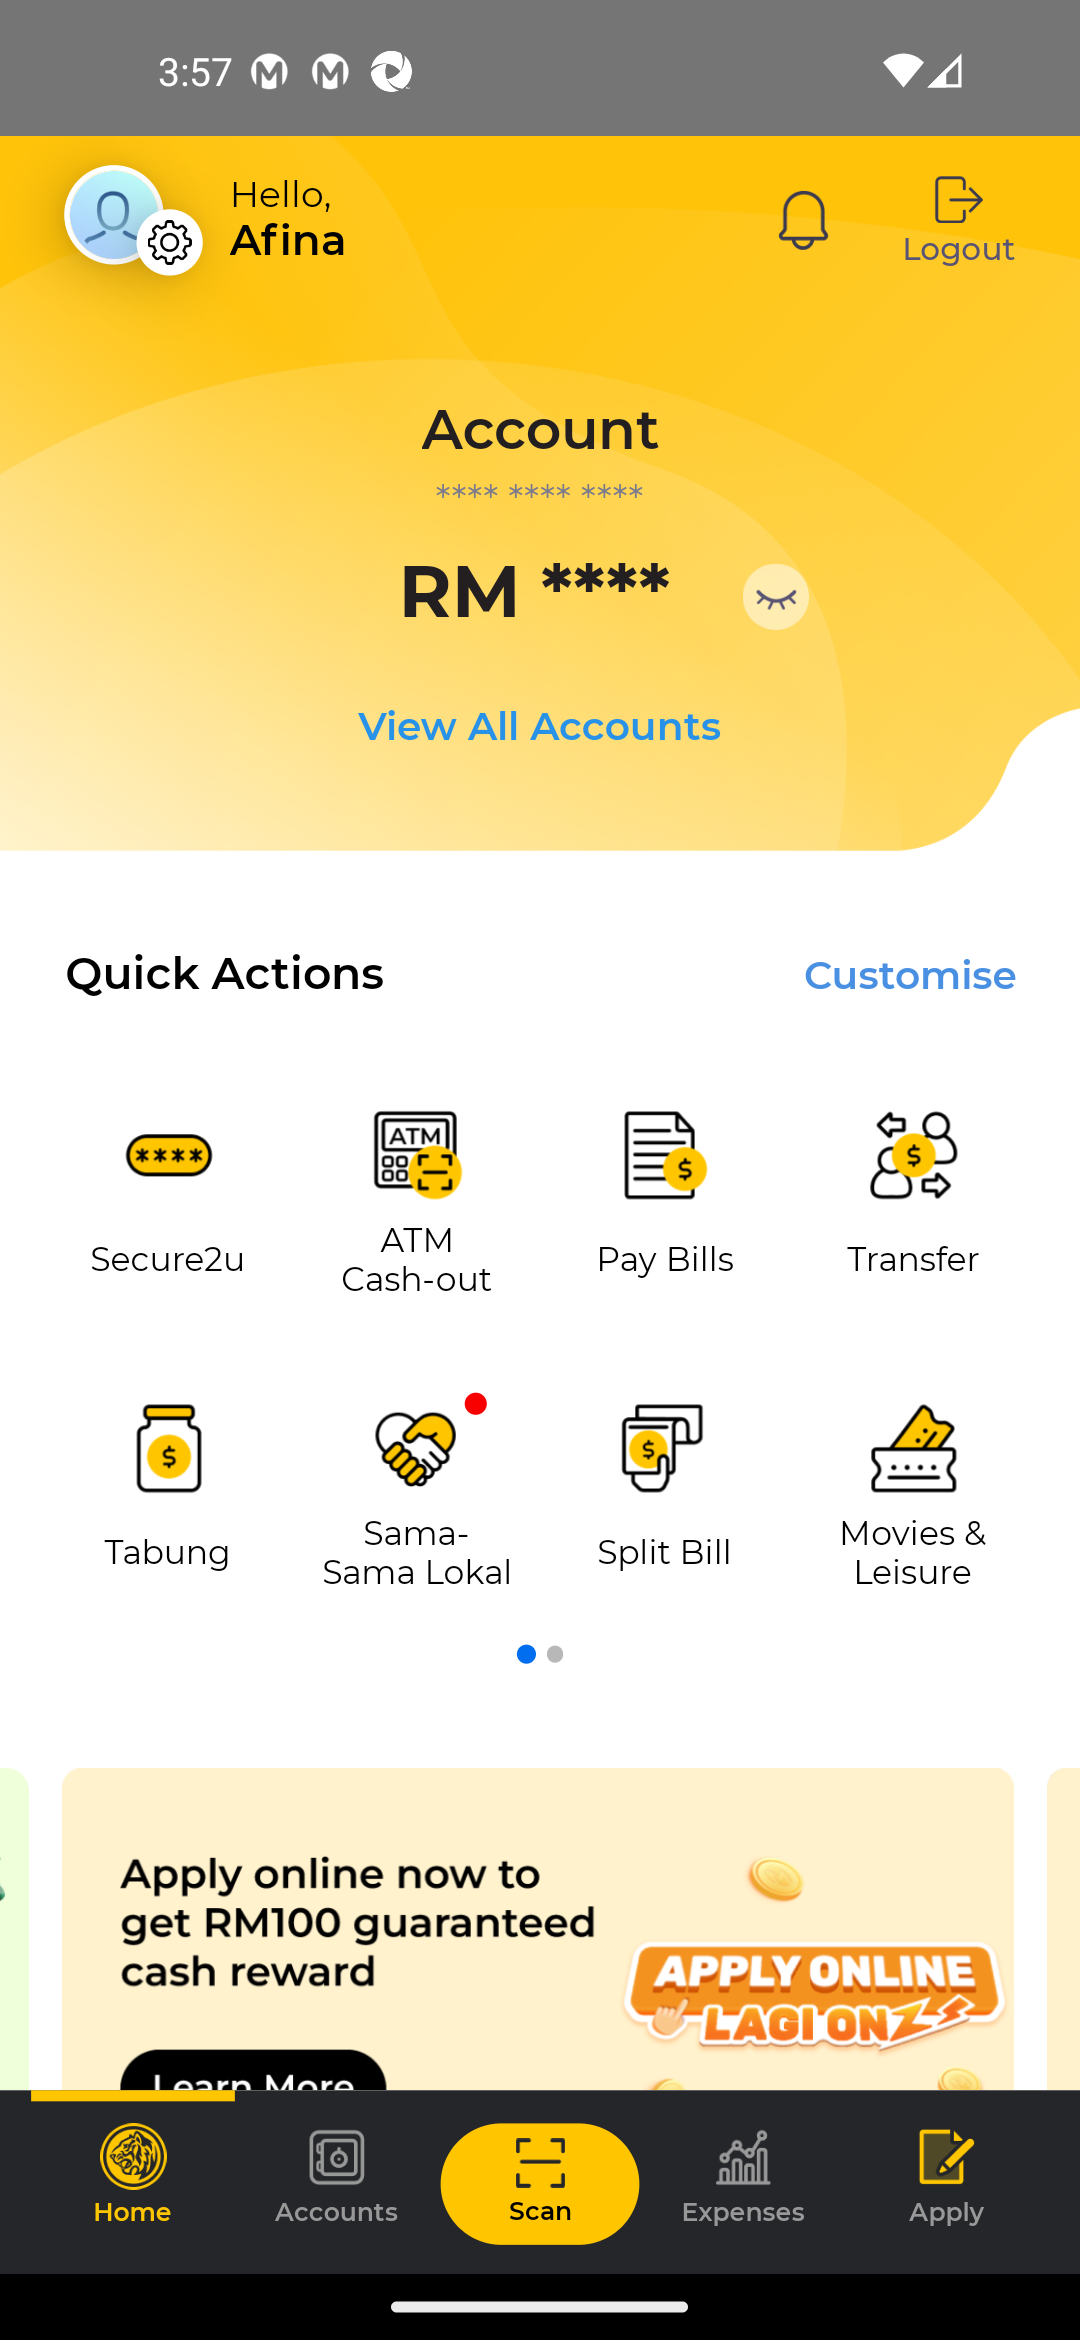 3:57
Hello,
Afina
Logout
Account
**** **** ****
RM ****
View All Accounts
Quick Actions
Customise
****
ATM
$
$
Secure2u
ATM
Cash-out
Pay Bills
Transfer
$
$
Tabung
Sama-
Sama Lokal
Split Bill
Movies &
Leisure
Apply online now to
get RM100 guaranteed
cash reward
APPLY ONLINE
LAGI ONZ
Learn More
Home
Accounts
Scan
Expenses
Apply